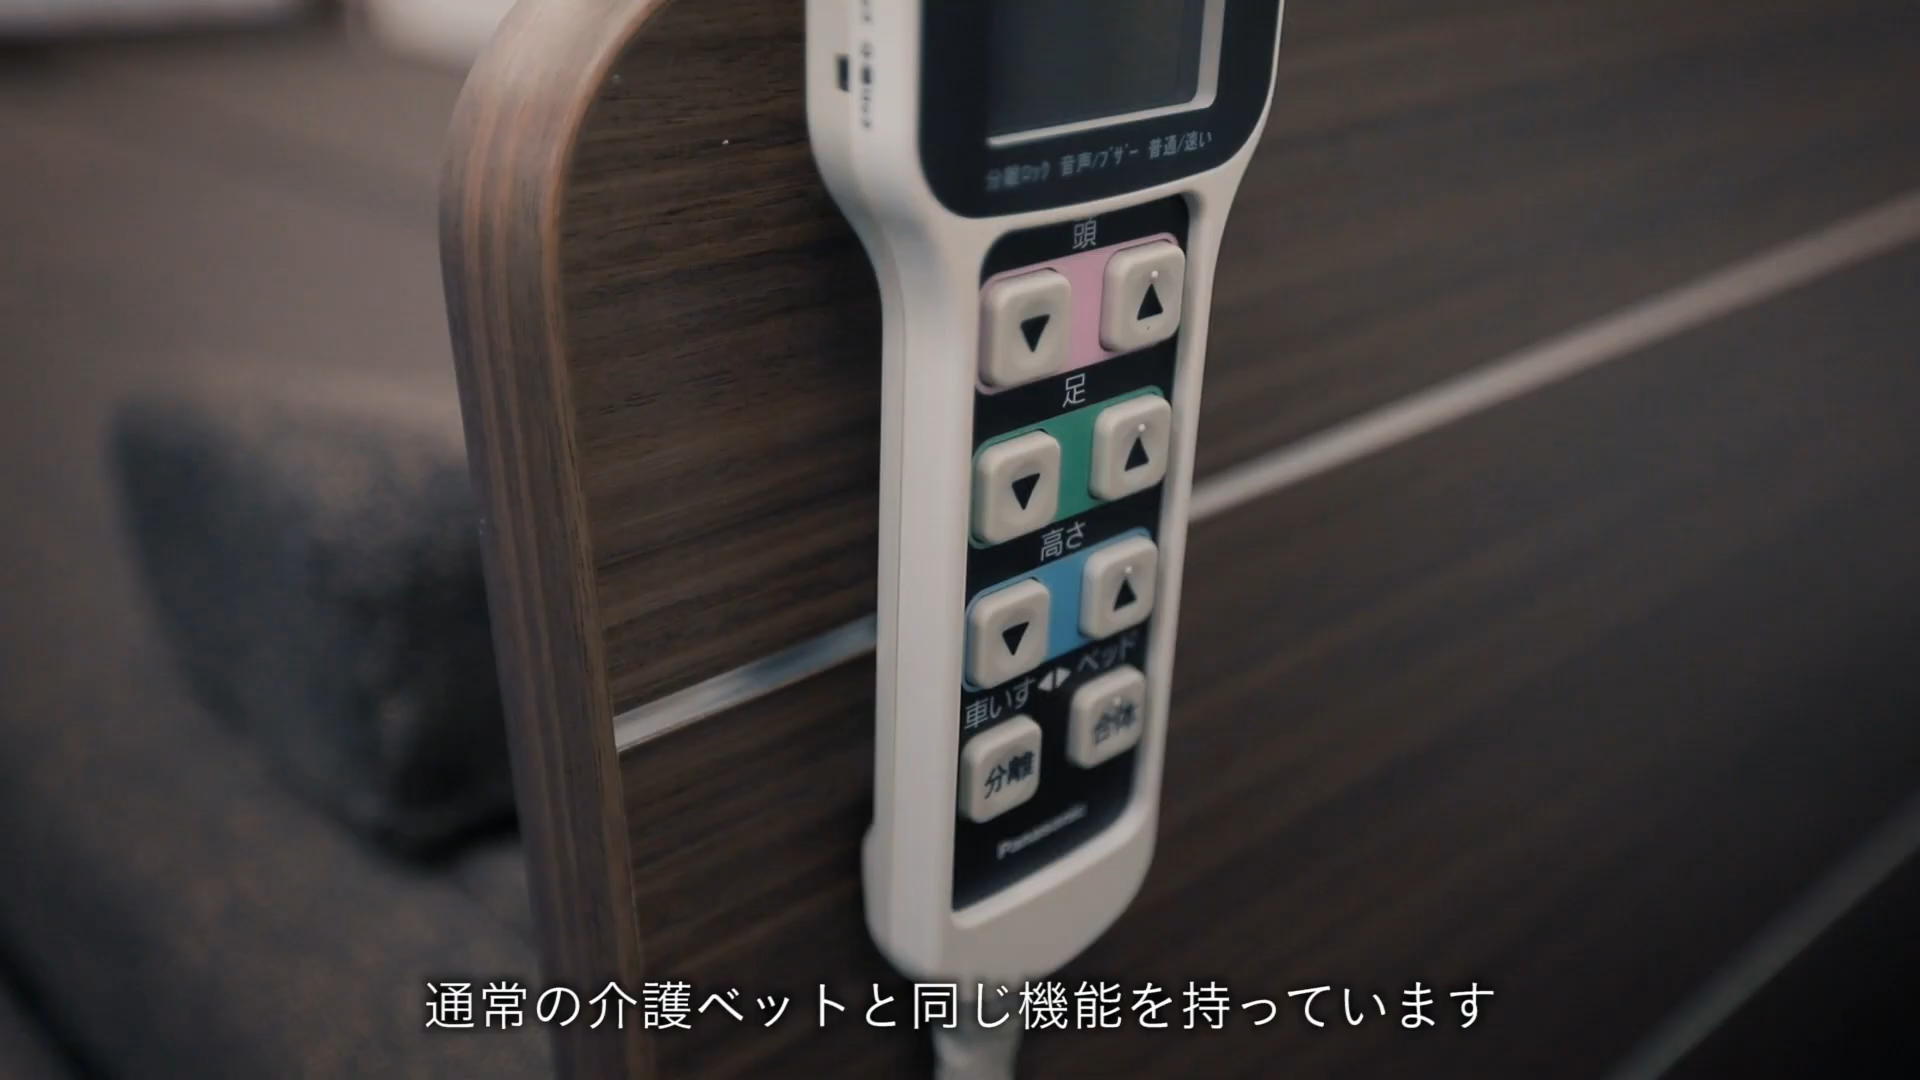 分離ロック 音声/ブザー 普通/速い
頭
足
高さ
車いす◀▶ベッド
分離 合体
Panasonic
通常の介護ベットと同じ機能を持っています